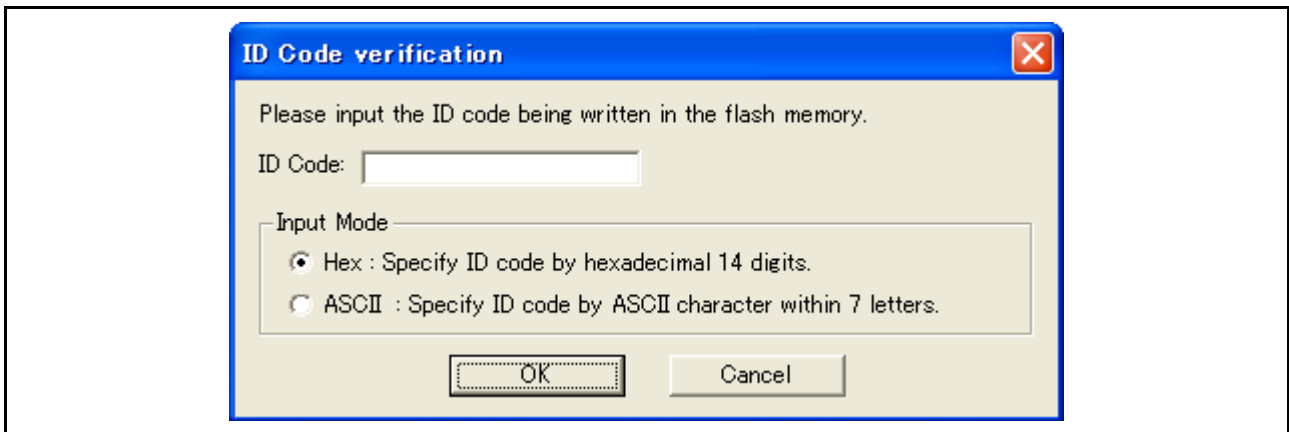 ID Code verification
Please input the ID code being written in the flash memory.
ID Code:
Input Mode
Hex : Specify ID code by hexadecimal 14 digits.
ASCII : Specify ID code by ASCII character within 7 letters.
OK Cancel